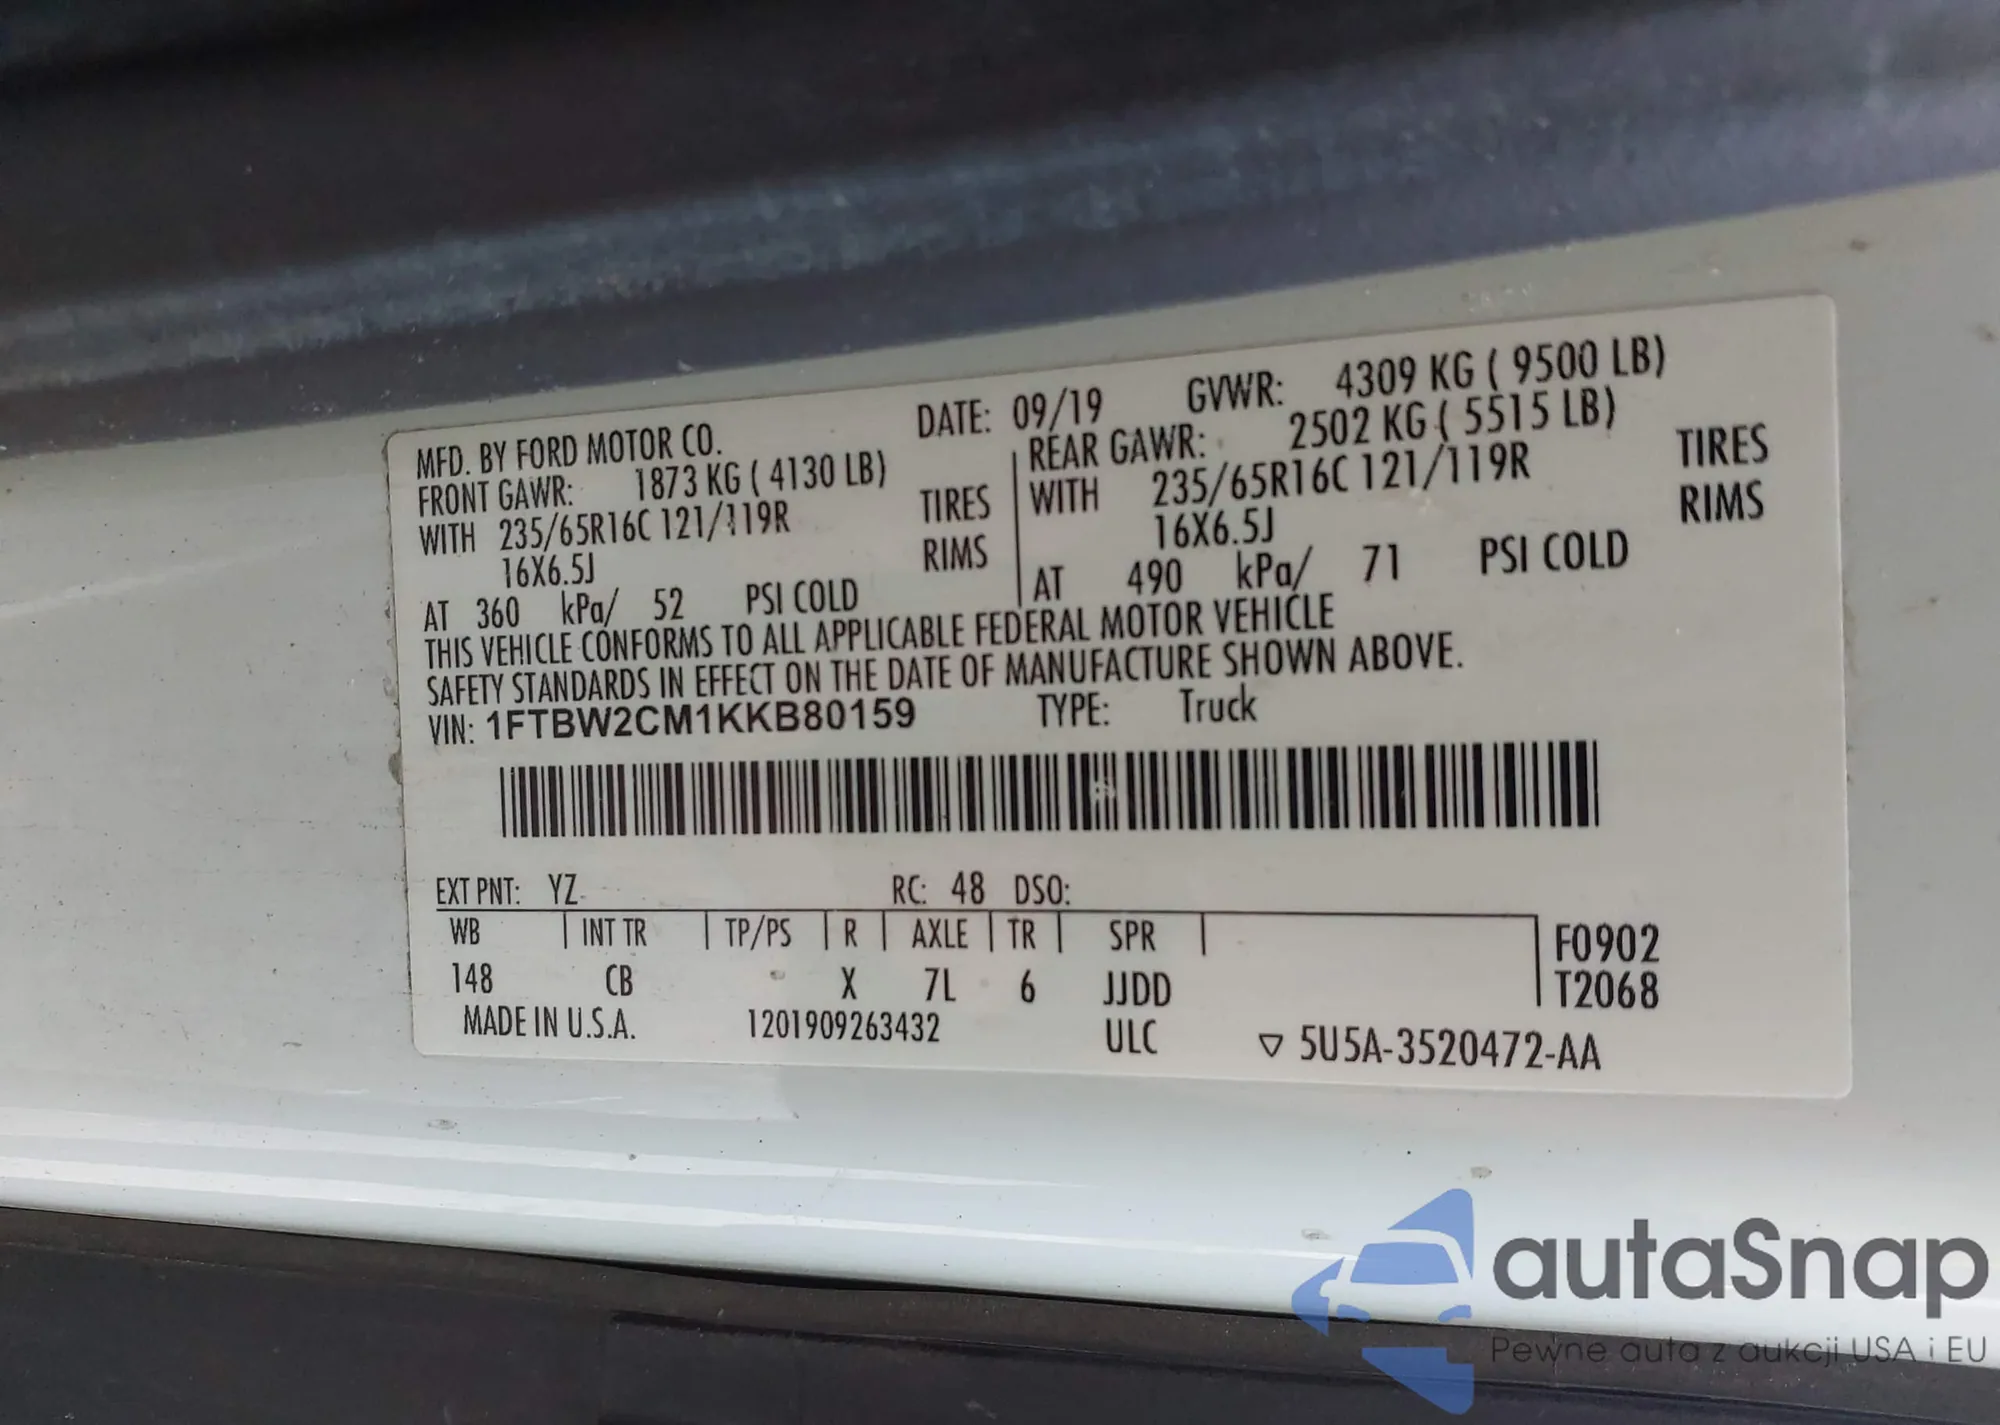 MFD. BY FORD MOTOR CO. DATE: 09/19 GVWR: 4309 KG ( 9500 LB)
FRONT GAWR: 1873 KG ( 4130 LB) REAR GAWR: 2502 KG ( 5515 LB)
WITH 235/65R16C 121/119R TIRES WITH 235/65R16C 121/119R TIRES
16X6.5J RIMS 16X6.5J RIMS
AT 360 kPa/ 52 PSI COLD AT 490 kPa/ 71 PSI COLD
THIS VEHICLE CONFORMS TO ALL APPLICABLE FEDERAL MOTOR VEHICLE
SAFETY STANDARDS IN EFFECT ON THE DATE OF MANUFACTURE SHOWN ABOVE.
VIN: 1FTBW2CM1KKB80159 TYPE: Truck
EXT PNT: YZ RC: 48 DSO:
WB INT TR TP/PS R AXLE TR SPR F0902
148 CB X 7L 6 JJDD T2068
MADE IN U.S.A. 1201909263432 ULC ▽ 5U5A-3520472-AA
autaSnap
Pewne auta z aukcji USA i EU